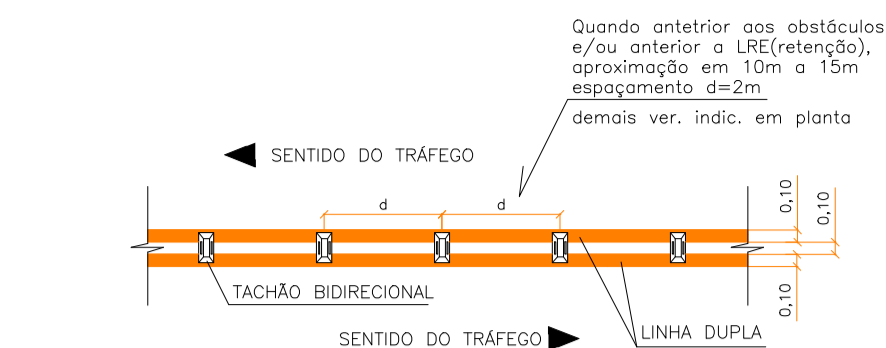 Quando antetrior aos obstáculos
e/ou anterior a LRE(retenção),
aproximação em 10m a 15m
espaçamento d=2m
demais ver. indic. em planta
SENTIDO DO TRÁFEGO
d
d
0,10
0,10
0,10
TACHÃO BIDIRECIONAL
SENTIDO DO TRÁFEGO
LINHA DUPLA